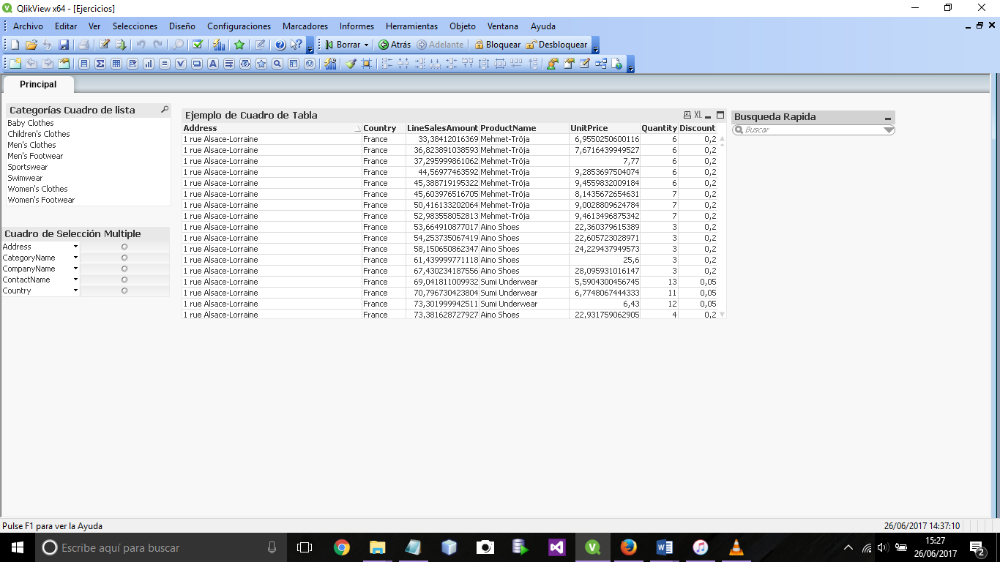 QlikView x64 - [Ejercicios]
Archivo Editar Ver Selecciones Diseño Configuraciones Marcadores Informes Herramientas Objeto Ventana Ayuda
Borrar Atrás Adelante Bloquear Desbloquear
Principal
Categorías Cuadro de lista
Baby Clothes
Children's Clothes
Men's Clothes
Men's Footwear
Sportswear
Swimwear
Women's Clothes
Women's Footwear
Cuadro de Selección Multiple
Address
CategoryName
CompanyName
ContactName
Country
Ejemplo de Cuadro de Tabla XL
Address Country LineSalesAmount ProductName UnitPrice Quantity Discount
1 rue Alsace-Lorraine France 33,38412016369 Mehmet-Tröja 6,9550250600116 6 0,2
1 rue Alsace-Lorraine France 36,823891038593 Mehmet-Tröja 7,6716439949527 6 0,2
1 rue Alsace-Lorraine France 37,295999861062 Mehmet-Tröja 7,77 6 0,2
1 rue Alsace-Lorraine France 44,56977463592 Mehmet-Tröja 9,2853697504074 6 0,2
1 rue Alsace-Lorraine France 45,388719195322 Mehmet-Tröja 9,4559832009184 6 0,2
1 rue Alsace-Lorraine France 45,603976516705 Mehmet-Tröja 8,1435672654631 7 0,2
1 rue Alsace-Lorraine France 50,416133202064 Mehmet-Tröja 9,0028809624784 7 0,2
1 rue Alsace-Lorraine France 52,983558052813 Mehmet-Tröja 9,4613496875342 7 0,2
1 rue Alsace-Lorraine France 53,664910877017 Aino Shoes 22,360379615389 3 0,2
1 rue Alsace-Lorraine France 54,253735067419 Aino Shoes 22,605723028971 3 0,2
1 rue Alsace-Lorraine France 58,150650862347 Aino Shoes 24,229437949573 3 0,2
1 rue Alsace-Lorraine France 61,439999771118 Aino Shoes 25,6 3 0,2
1 rue Alsace-Lorraine France 67,430234187556 Aino Shoes 28,095931016147 3 0,2
1 rue Alsace-Lorraine France 69,041811009932 Sumi Underwear 5,5904300456745 13 0,05
1 rue Alsace-Lorraine France 70,796730423804 Sumi Underwear 6,7748067444333 11 0,05
1 rue Alsace-Lorraine France 73,301999942511 Sumi Underwear 6,43 12 0,05
1 rue Alsace-Lorraine France 73,381628727927 Aino Shoes 22,931759062905 4 0,2
Busqueda Rapida
Buscar
Pulse F1 para ver la Ayuda
26/06/2017 14:37:10
Escribe aquí para buscar
15:27
26/06/2017
2